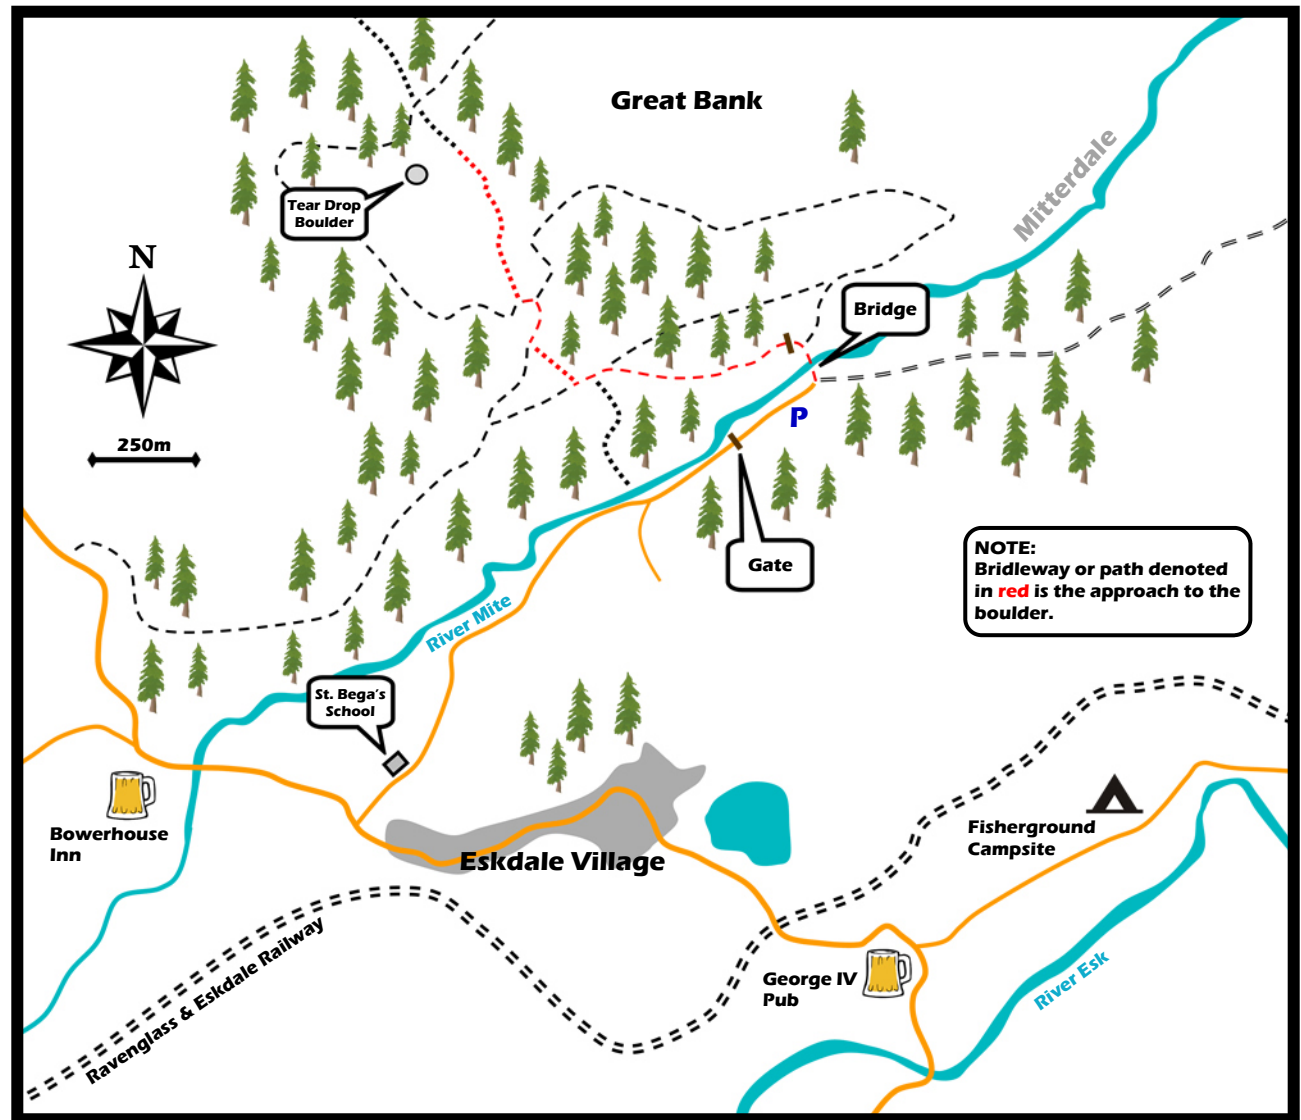 Great Bank
Mitterdale
Tear Drop
Boulder
N
Bridge
P
250m
Gate
NOTE:
Bridleway or path denoted
in red is the approach to the
boulder.
River Mite
St. Bega's
School
Bowerhouse
Inn
Eskdale Village
Fisherground
Campsite
George IV
Pub
River Esk
Ravenglass & Eskdale Railway